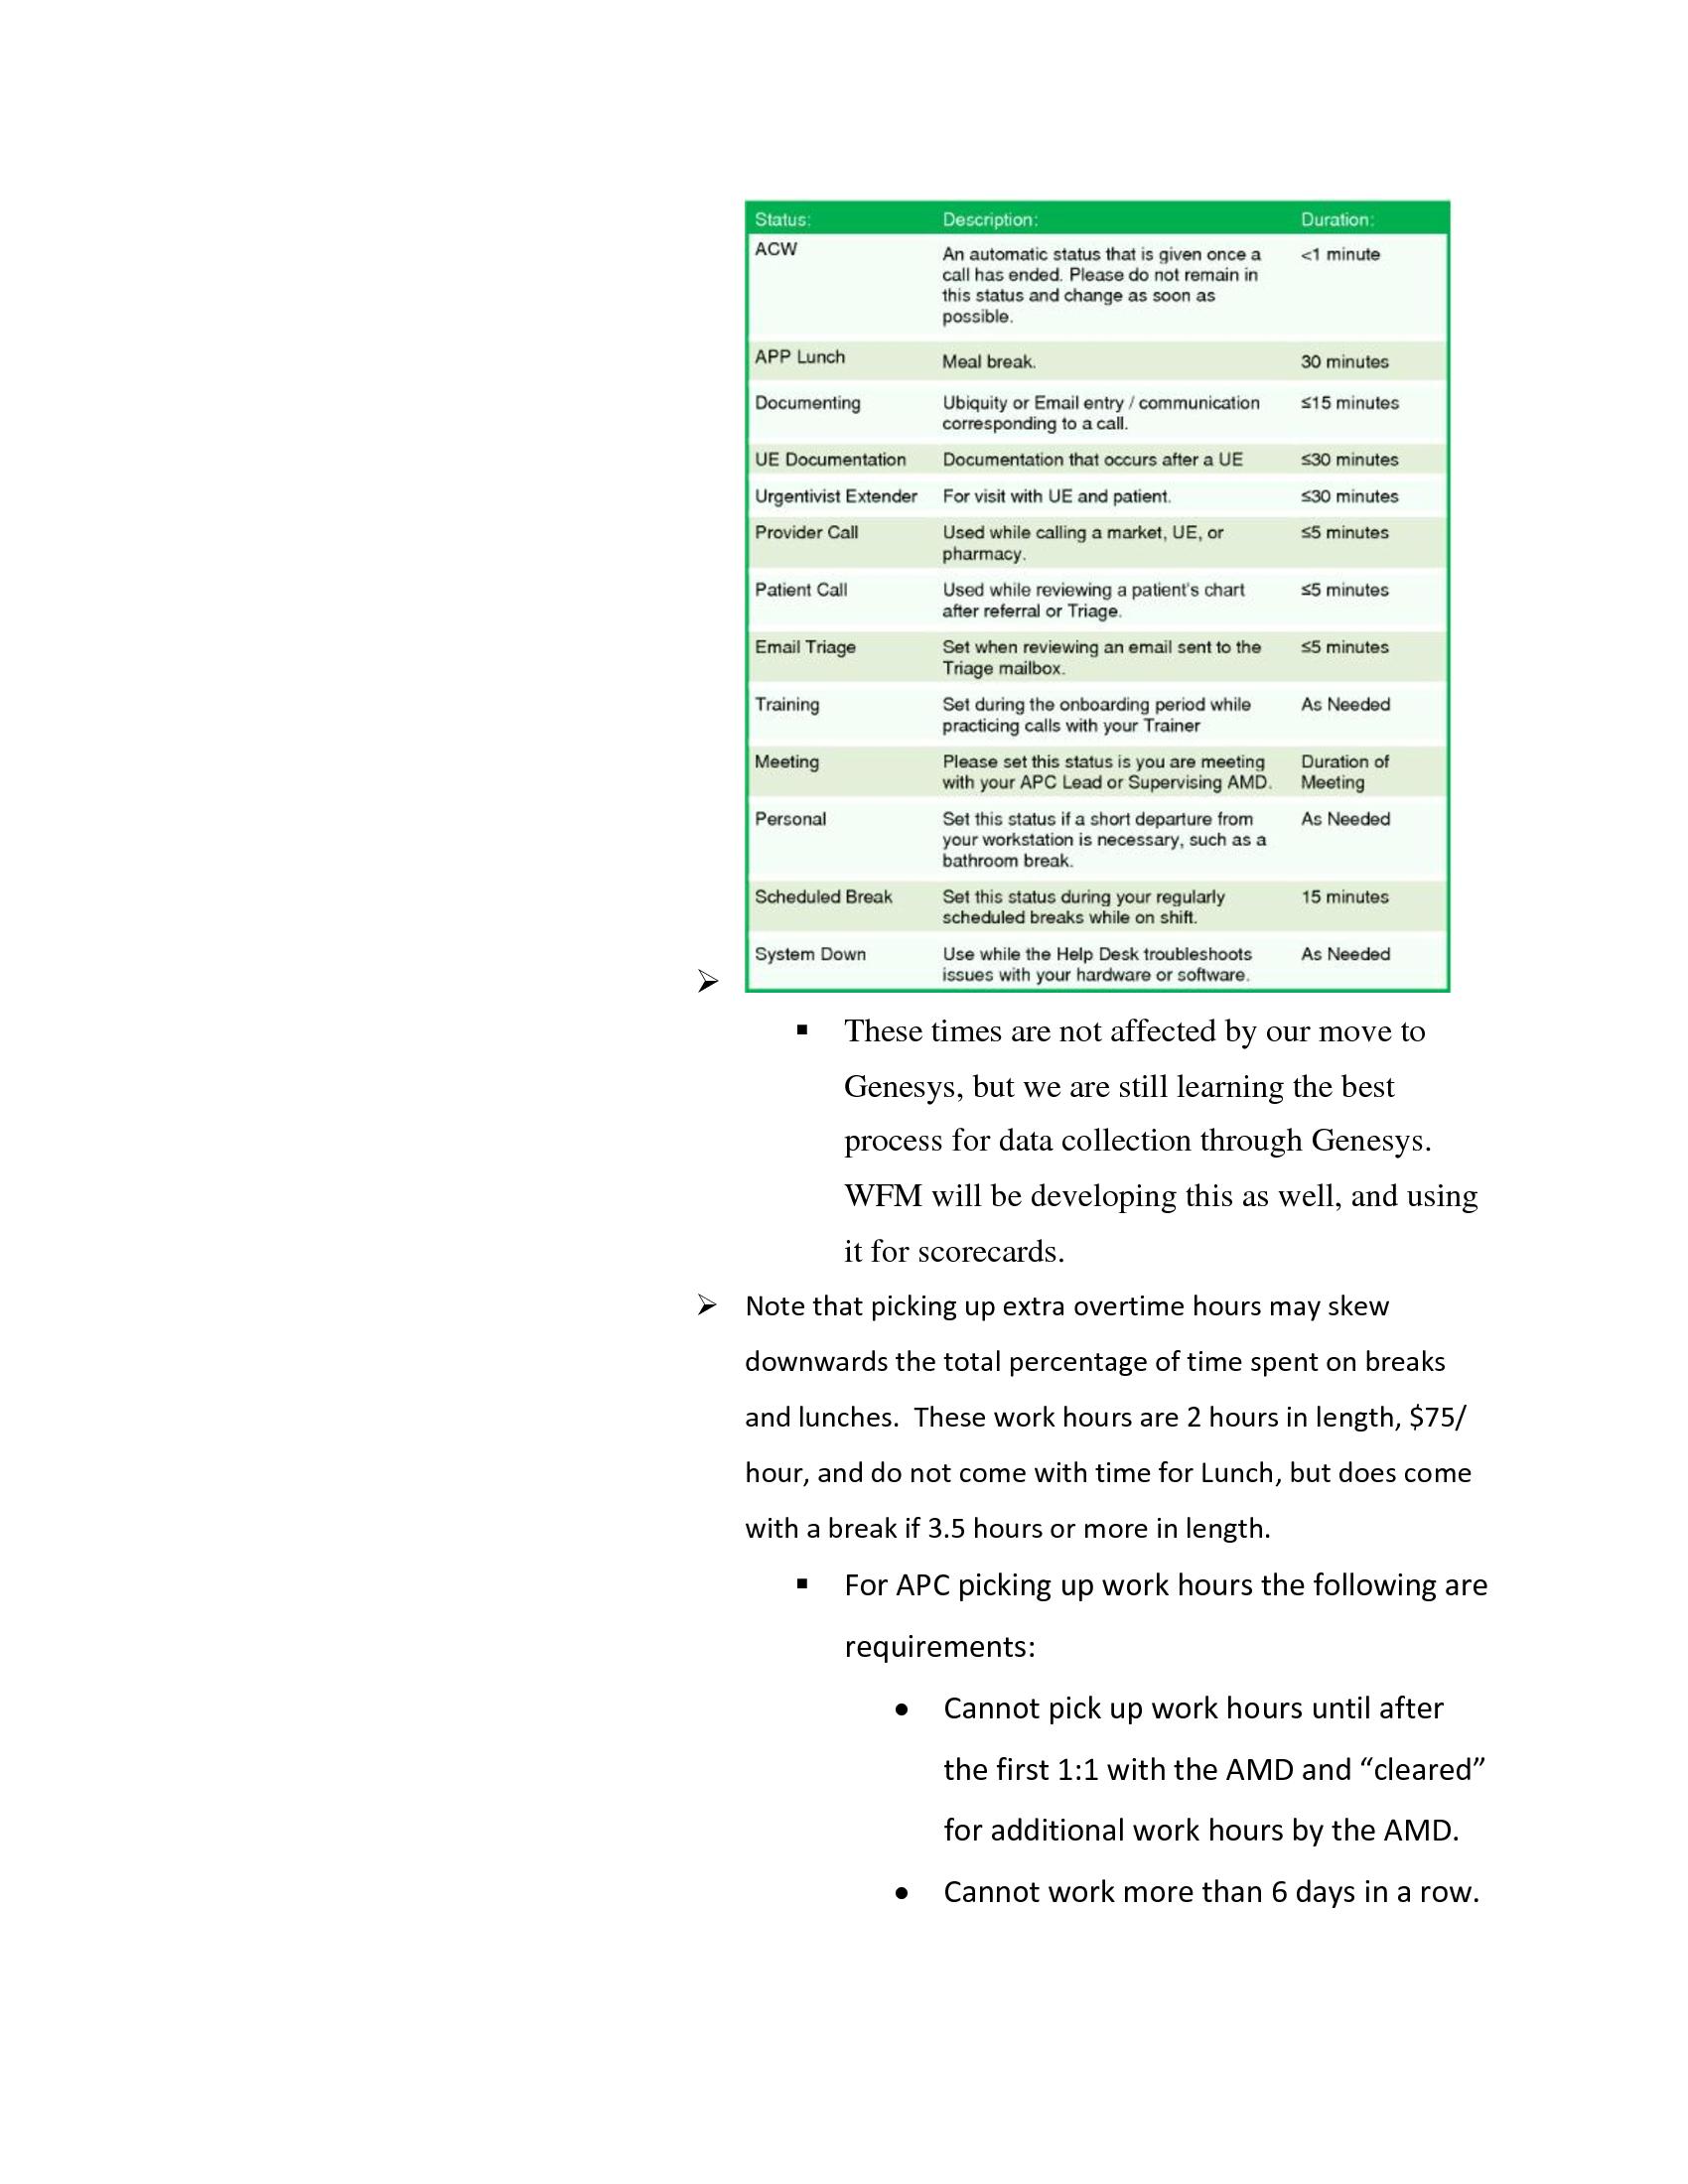 Status: Description: Duration:
ACW An automatic status that is given once a <1 minute
call has ended. Please do not remain in
this status and change as soon as
possible.
APP Lunch Meal break. 30 minutes
Documenting Ubiquity or Email entry / communication ≤15 minutes
corresponding to a call.
UE Documentation Documentation that occurs after a UE ≤30 minutes
Urgentivist Extender For visit with UE and patient. ≤30 minutes
Provider Call Used while calling a market, UE, or ≤5 minutes
pharmacy.
Patient Call Used while reviewing a patient's chart ≤5 minutes
after referral or Triage.
Email Triage Set when reviewing an email sent to the ≤5 minutes
Triage mailbox.
Training Set during the onboarding period while As Needed
practicing calls with your Trainer
Meeting Please set this status is you are meeting Duration of
with your APC Lead or Supervising AMD. Meeting
Personal Set this status if a short departure from As Needed
your workstation is necessary, such as a
bathroom break.
Scheduled Break Set this status during your regularly 15 minutes
scheduled breaks while on shift.
System Down Use while the Help Desk troubleshoots As Needed
issues with your hardware or software.
➢
▪ These times are not affected by our move to
Genesys, but we are still learning the best
process for data collection through Genesys.
WFM will be developing this as well, and using
it for scorecards.
➢ Note that picking up extra overtime hours may skew
downwards the total percentage of time spent on breaks
and lunches. These work hours are 2 hours in length, $75/
hour, and do not come with time for Lunch, but does come
with a break if 3.5 hours or more in length.
▪ For APC picking up work hours the following are
requirements:
• Cannot pick up work hours until after
the first 1:1 with the AMD and “cleared”
for additional work hours by the AMD.
• Cannot work more than 6 days in a row.